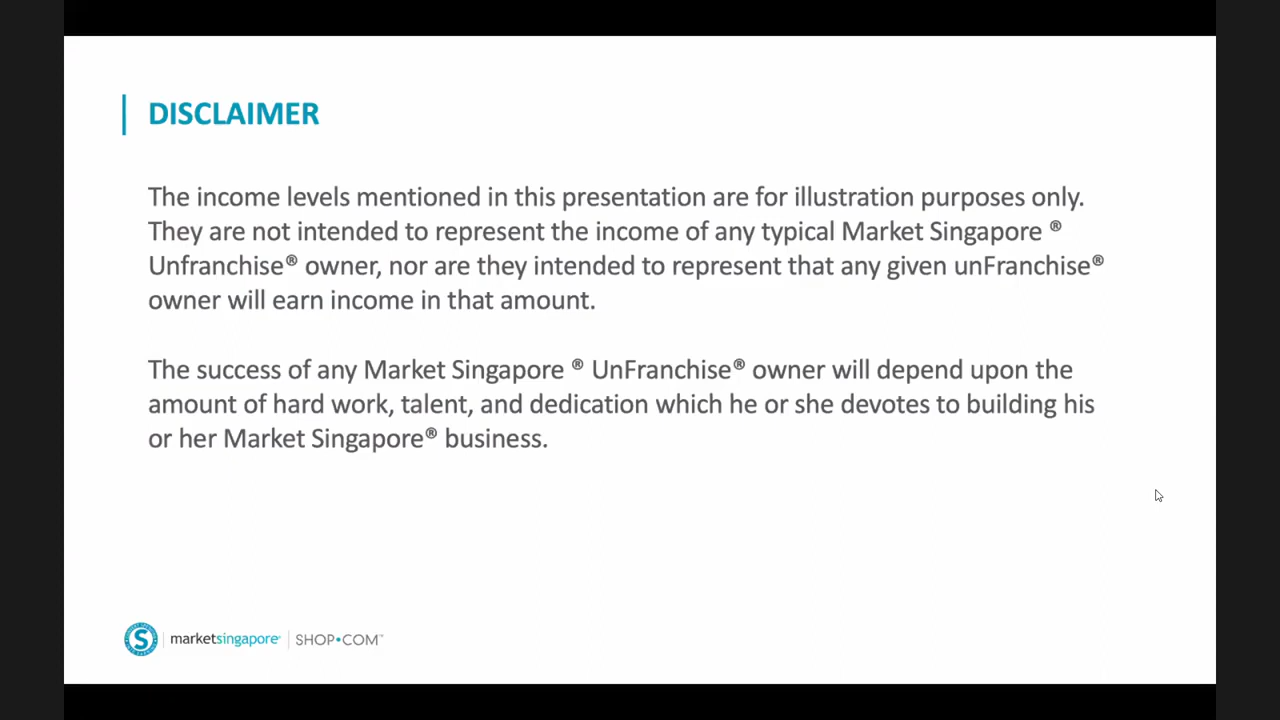 DISCLAIMER
The income levels mentioned in this presentation are for illustration purposes only.
They are not intended to represent the income of any typical Market Singapore ®
Unfranchise® owner, nor are they intended to represent that any given unFranchise®
owner will earn income in that amount.
The success of any Market Singapore ® UnFranchise® owner will depend upon the
amount of hard work, talent, and dedication which he or she devotes to building his
or her Market Singapore® business.
S marketsingapore® SHOP•COM™